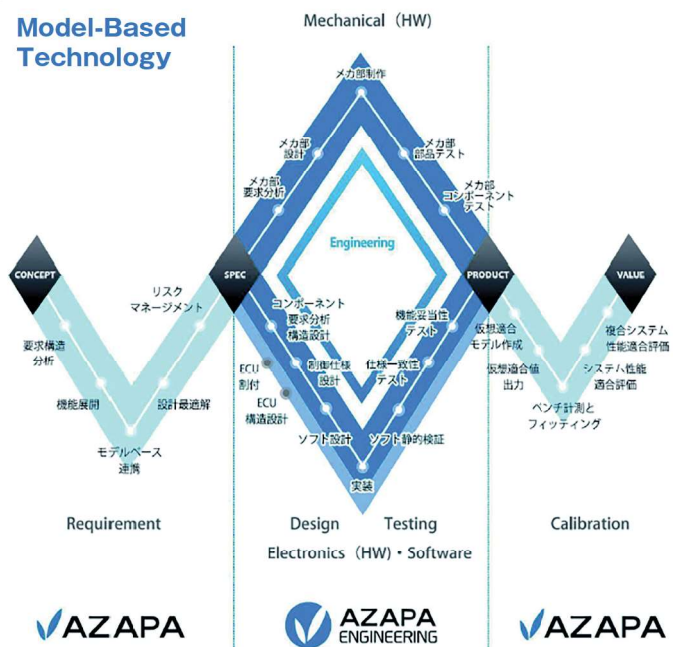 Model-Based
Technology
Mechanical（HW）
メカ部制作
メカ部
設計
メカ部
部品テスト
メカ部
要求分析
メカ部
コンポーネント
テスト
Engineering
CONCEPT
SPEC
PRODUCT
VALUE
要求構造
分析
機能展開
モデルベース
連携
設計最適解
リスク
マネージメント
コンポーネント
要求分析
構造設計
ECU
割付
制御仕様
設計
ECU
構造設計
ソフト設計
実装
ソフト静的検証
仕様一致性
テスト
機能妥当性
テスト
仮想適合
モデル作成
仮想適合値
出力
ベンチ計測と
フィッティング
システム性能
適合評価
複合システム
性能適合評価
Requirement
Design
Testing
Calibration
Electronics（HW）・Software
AZAPA
AZAPA
ENGINEERING
AZAPA